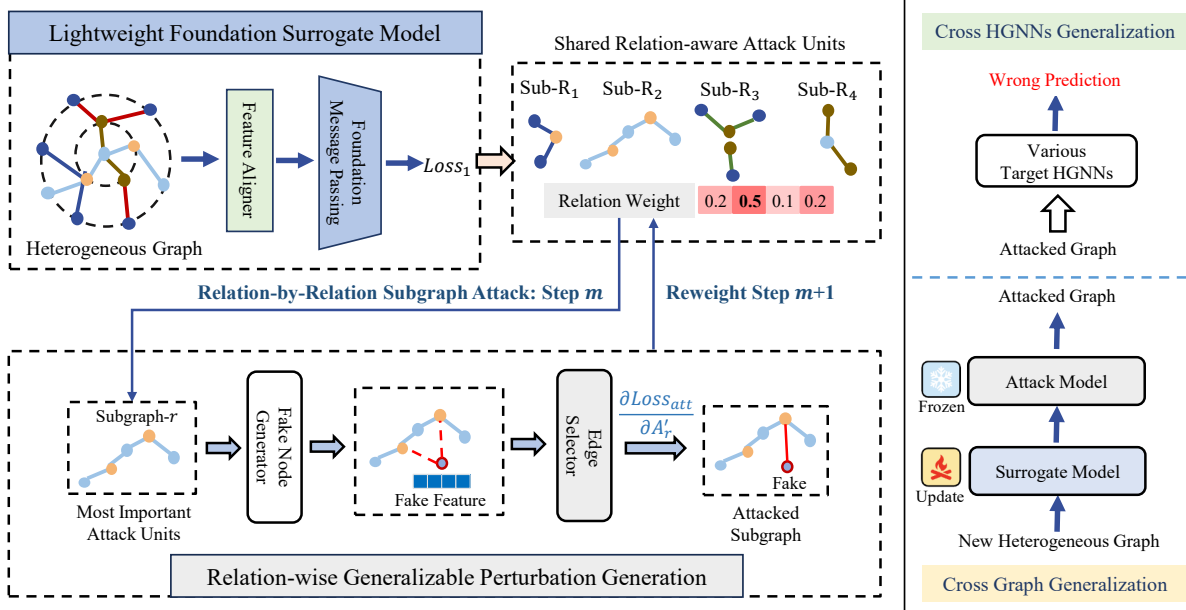 Lightweight Foundation Surrogate Model
Heterogeneous Graph
Feature Aligner
Foundation
Message Passing
Loss₁
Shared Relation-aware Attack Units
Sub-R₁ Sub-R₂ Sub-R₃ Sub-R₄
Relation Weight 0.2 0.5 0.1 0.2
Relation-by-Relation Subgraph Attack: Step m
Reweight Step m+1
Subgraph-r
Most Important
Attack Units
Fake Node
Generator
Fake Feature
Edge
Selector
∂Loss_att
∂A′_r
Fake
Attacked
Subgraph
Relation-wise Generalizable Perturbation Generation
Cross HGNNs Generalization
Wrong Prediction
Various
Target HGNNs
Attacked Graph
Attacked Graph
Attack Model
Frozen
Surrogate Model
Update
New Heterogeneous Graph
Cross Graph Generalization